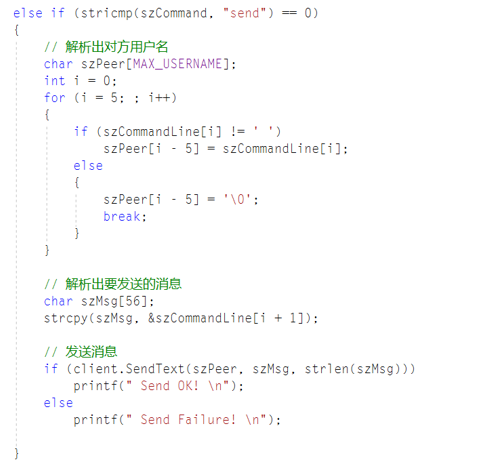 else if (stricmp(szCommand, "send") == 0)
{
// 解析出对方用户名
char szPeer[MAX_USERNAME];
int i = 0;
for (i = 5; ; i++)
{
if (szCommandLine[i] != ' ')
szPeer[i - 5] = szCommandLine[i];
else
{
szPeer[i - 5] = '\0';
break;
}
}
// 解析出要发送的消息
char szMsg[56];
strcpy(szMsg, &szCommandLine[i + 1]);
// 发送消息
if (client.SendText(szPeer, szMsg, strlen(szMsg)))
printf(" Send OK! \n");
else
printf(" Send Failure! \n");
}